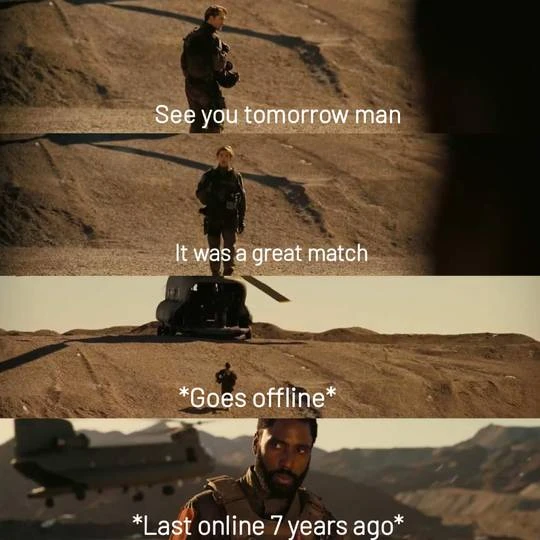 See you tomorrow man
It was a great match
*Goes offline*
*Last online 7 years ago*